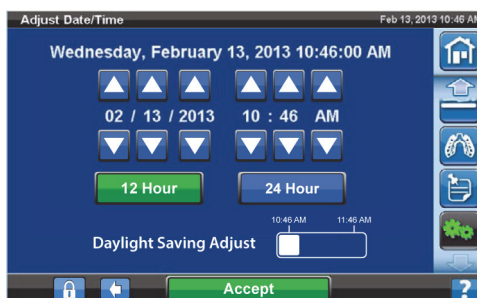 Adjust Date/Time
Feb 13, 2013 10:46 AM
Wednesday, February 13, 2013 10:46:00 AM
02 / 13 / 2013 10 : 46 AM
12 Hour 24 Hour
10:46 AM 11:46 AM
Daylight Saving Adjust
Accept
?